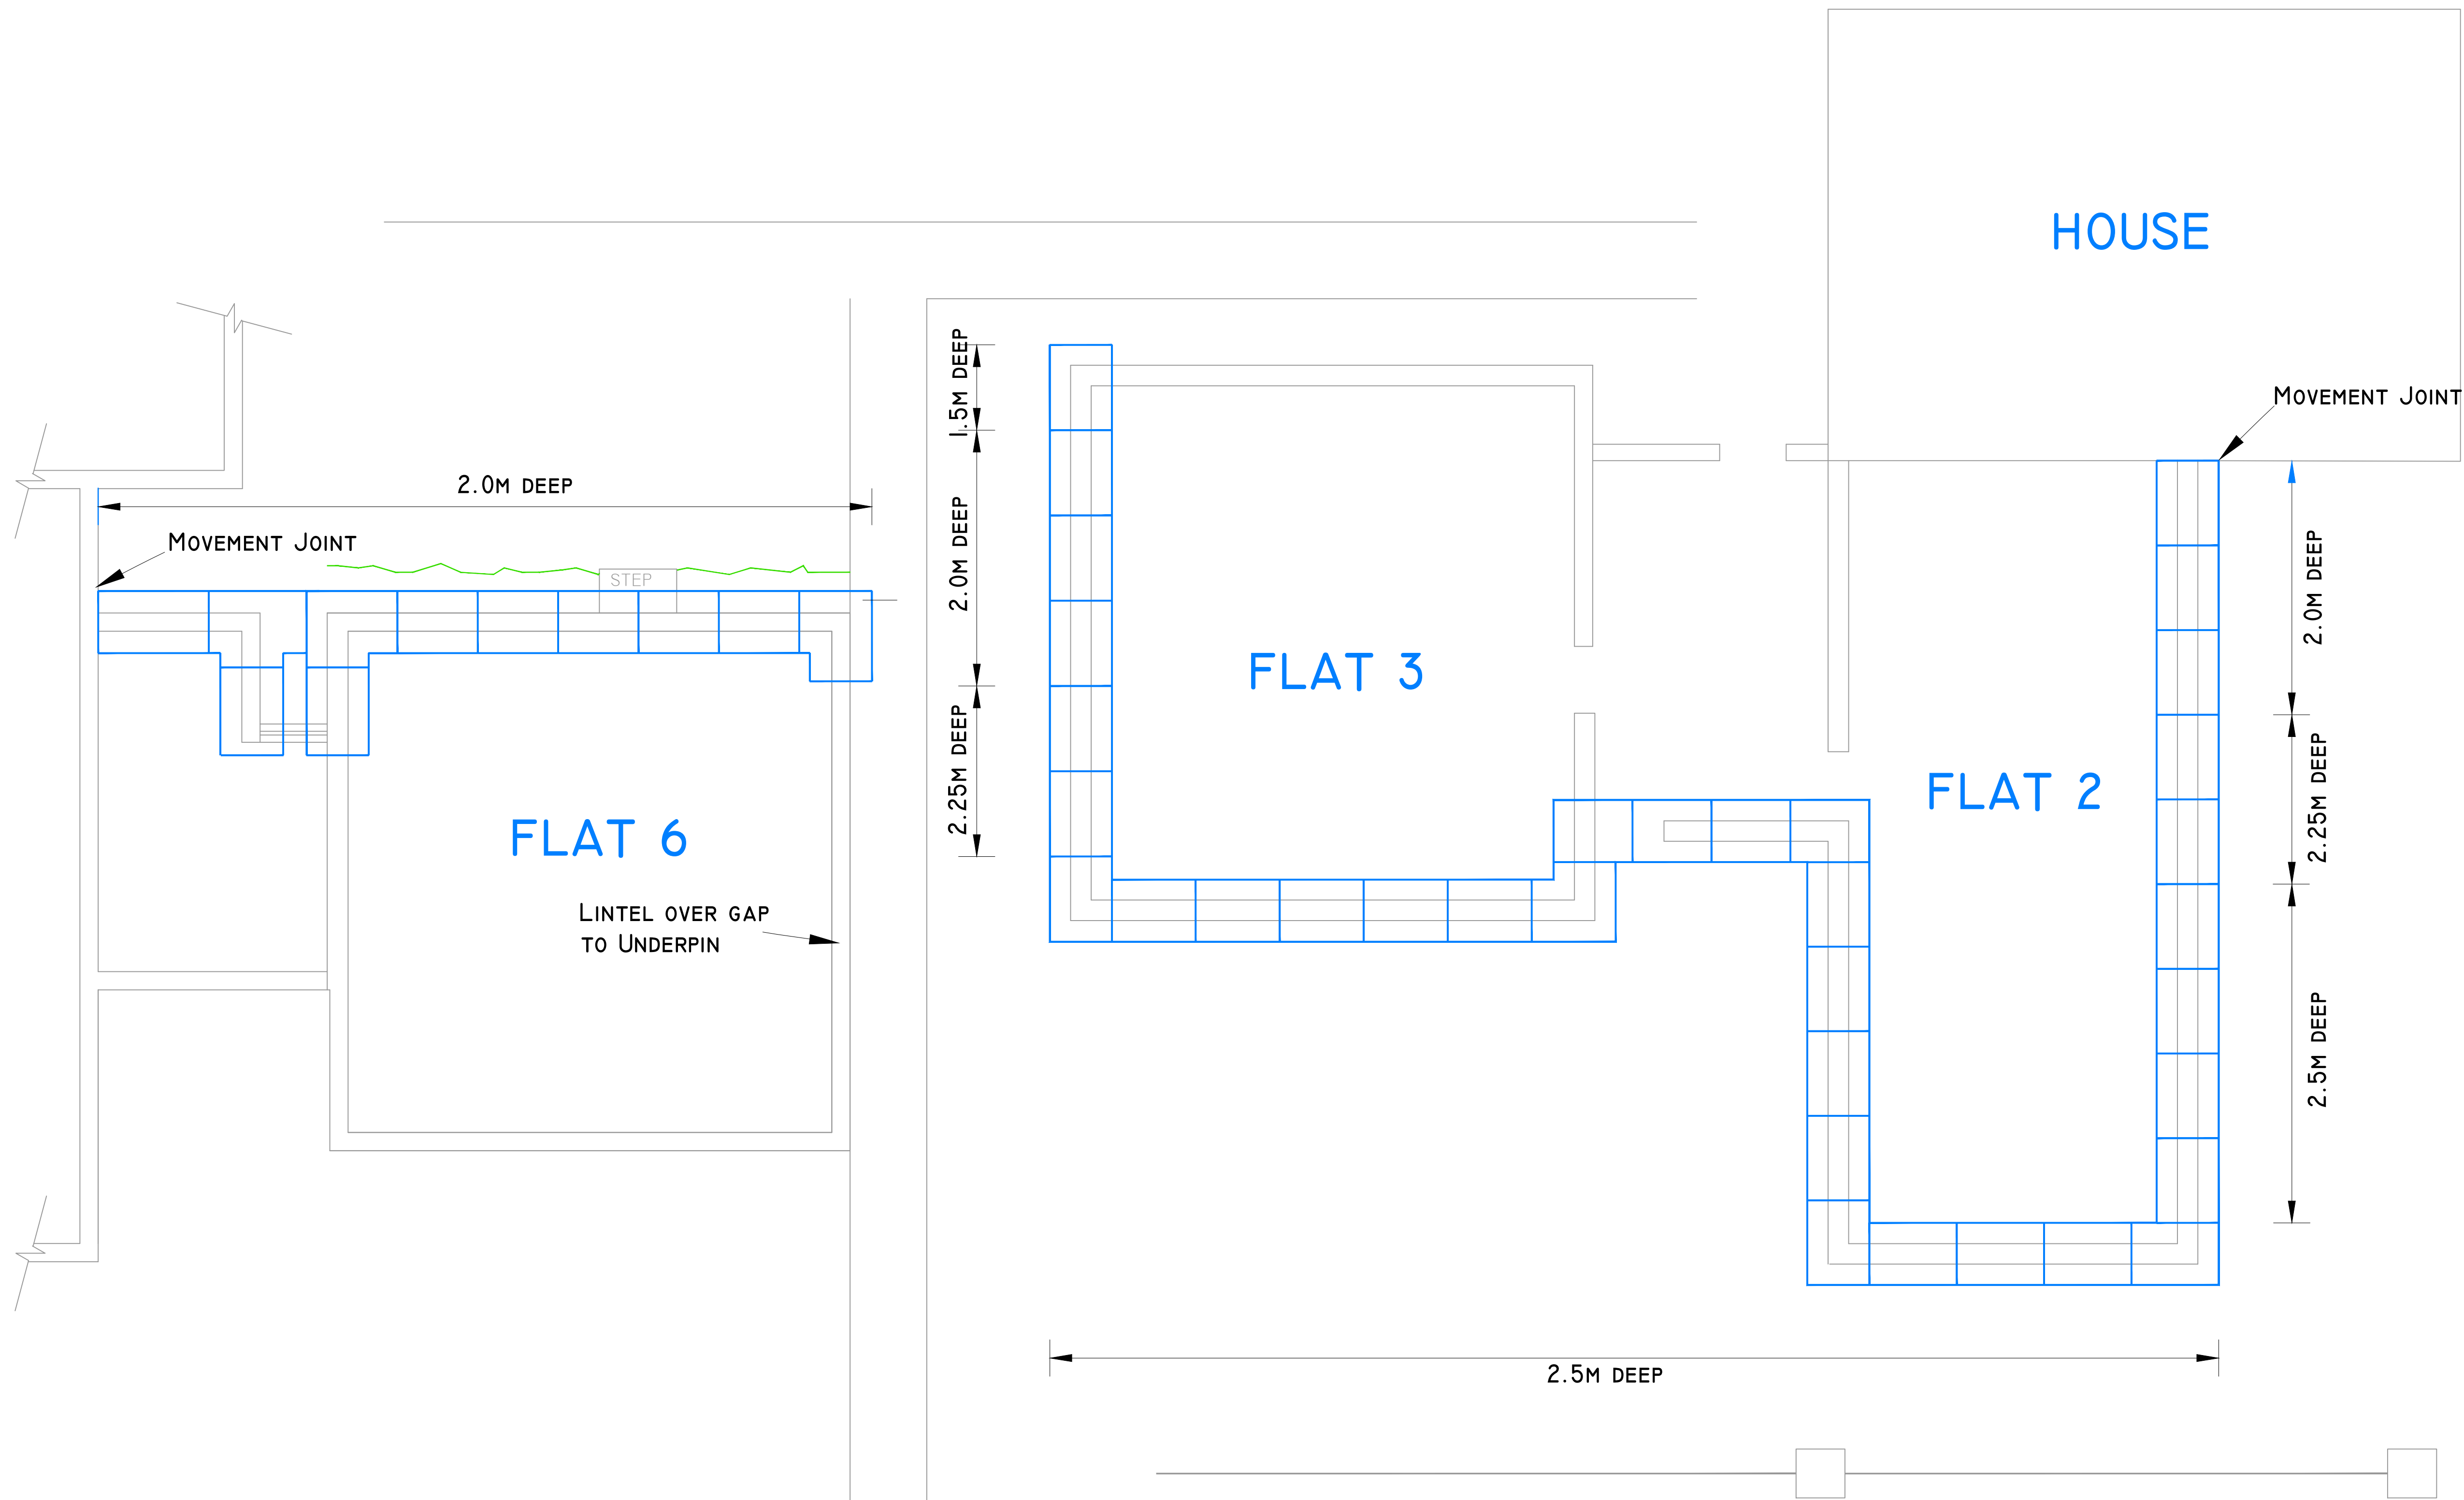 HOUSE
1.5M DEEP
MOVEMENT JOINT
2.0M DEEP
2.0M DEEP
MOVEMENT JOINT
2.0M DEEP
STEP
FLAT 3
2.25M DEEP
FLAT 2
2.25M DEEP
FLAT 6
LINTEL OVER GAP
TO UNDERPIN
2.5M DEEP
2.5M DEEP